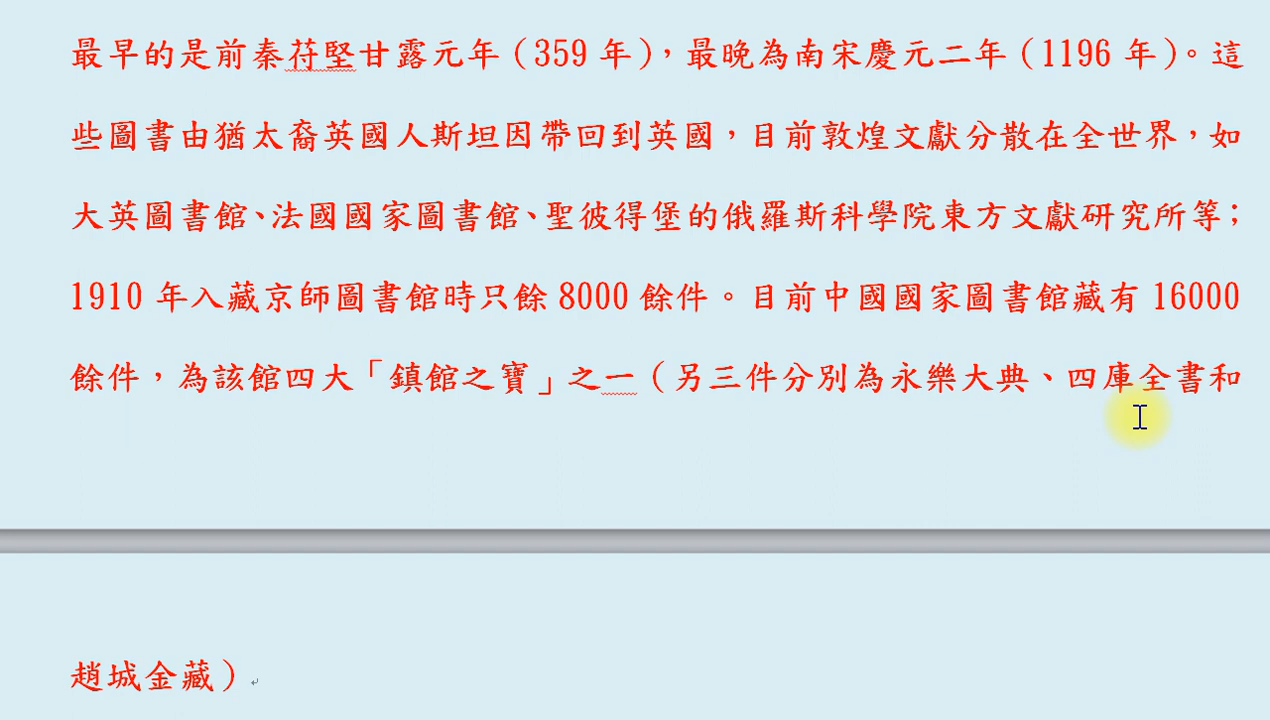 最早的是前秦苻堅甘露元年（359 年），最晚為南宋慶元二年（1196 年）。這
些圖書由猶太裔英國人斯坦因帶回到英國，目前敦煌文獻分散在全世界，如
大英圖書館、法國國家圖書館、聖彼得堡的俄羅斯科學院東方文獻研究所等；
1910 年入藏京師圖書館時只餘 8000 餘件。目前中國國家圖書館藏有 16000
餘件，為該館四大「鎮館之寶」之一（另三件分別為永樂大典、四庫全書和
趙城金藏）